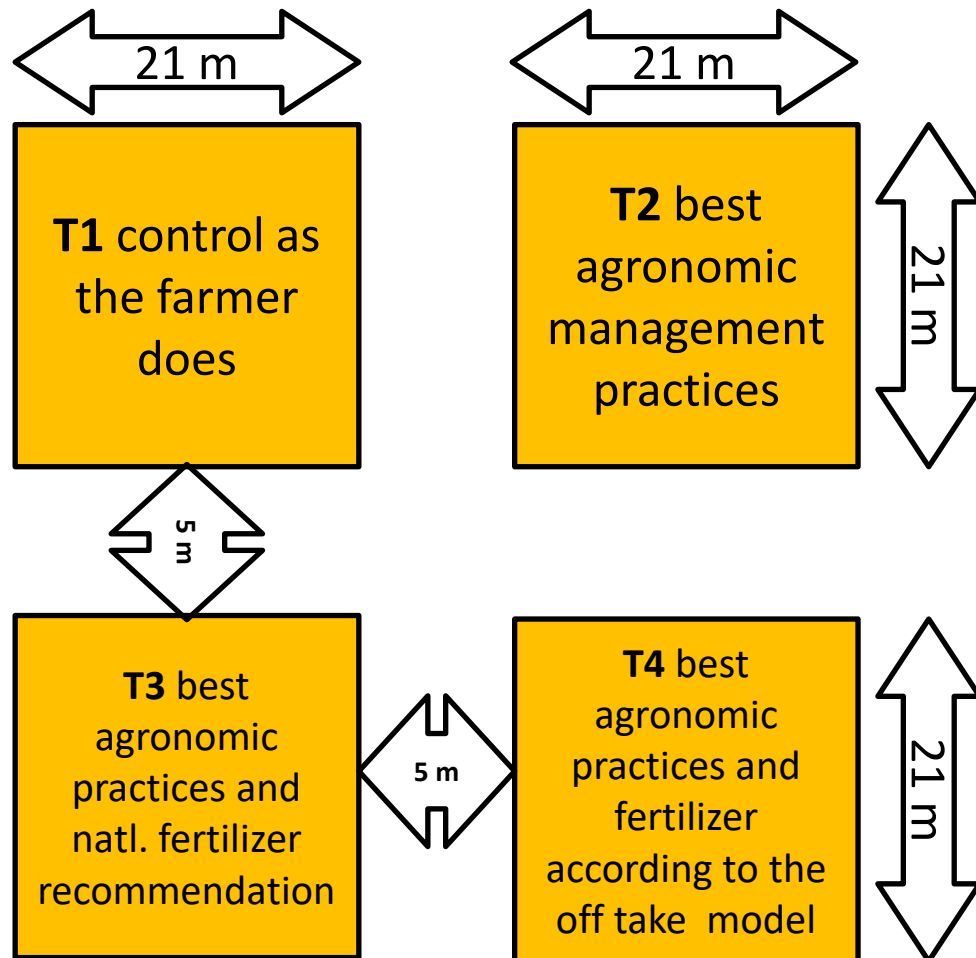 21 m
21 m
T1 control as
the farmer
does
T2 best
agronomic
management
practices
21 m
5 m
T3 best
agronomic
practices and
natl. fertilizer
recommendation
5 m
T4 best
agronomic
practices and
fertilizer
according to the
off take model
21 m